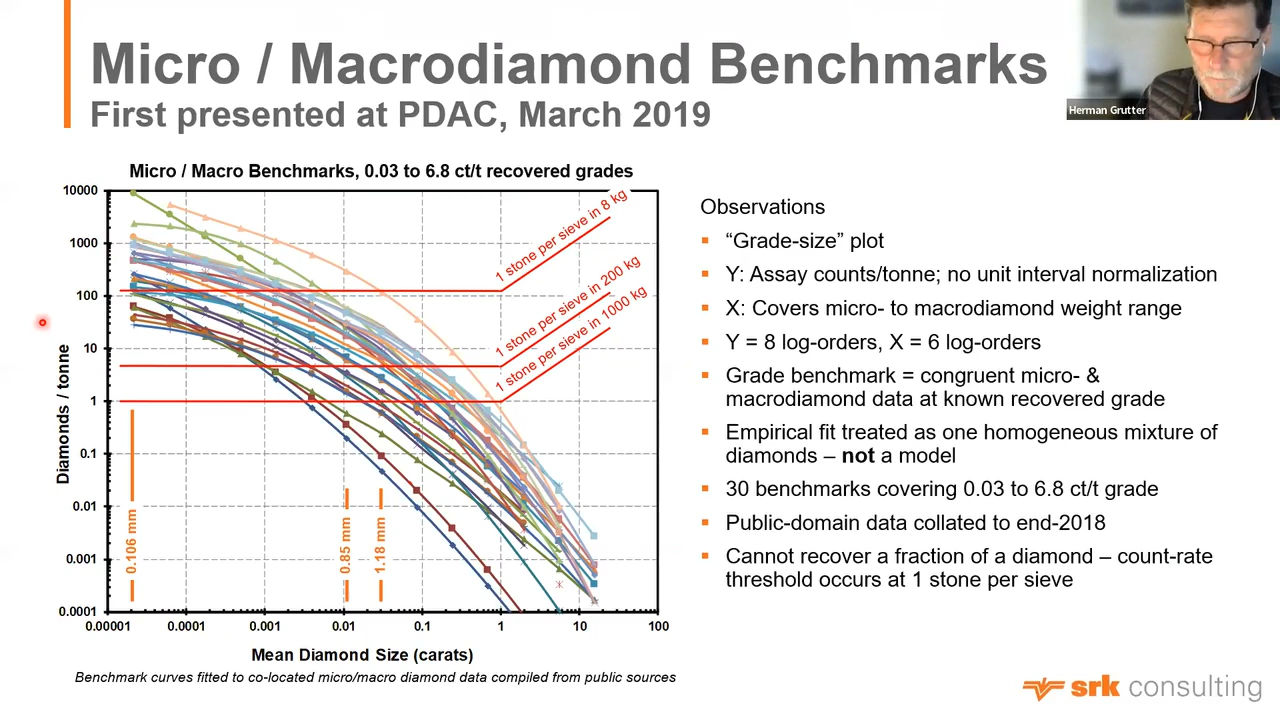 Micro / Macrodiamond Benchmarks
First presented at PDAC, March 2019
Herman Grutter
Micro / Macro Benchmarks, 0.03 to 6.8 ct/t recovered grades
10000
1000
100
10
1
0.1
0.01
0.001
0.0001
Diamonds / tonne
1 stone per sieve in 8 kg
1 stone per sieve in 200 kg
1 stone per sieve in 1000 kg
0.106 mm
0.85 mm
1.18 mm
0.00001
0.0001
0.001
0.01
0.1
1
10
100
Mean Diamond Size (carats)
Benchmark curves fitted to co-located micro/macro diamond data compiled from public sources
Observations
▪ “Grade-size” plot
▪ Y: Assay counts/tonne; no unit interval normalization
▪ X: Covers micro- to macrodiamond weight range
▪ Y = 8 log-orders, X = 6 log-orders
▪ Grade benchmark = congruent micro- &
macrodiamond data at known recovered grade
▪ Empirical fit treated as one homogeneous mixture of
diamonds – not a model
▪ 30 benchmarks covering 0.03 to 6.8 ct/t grade
▪ Public-domain data collated to end-2018
▪ Cannot recover a fraction of a diamond – count-rate
threshold occurs at 1 stone per sieve
srk consulting